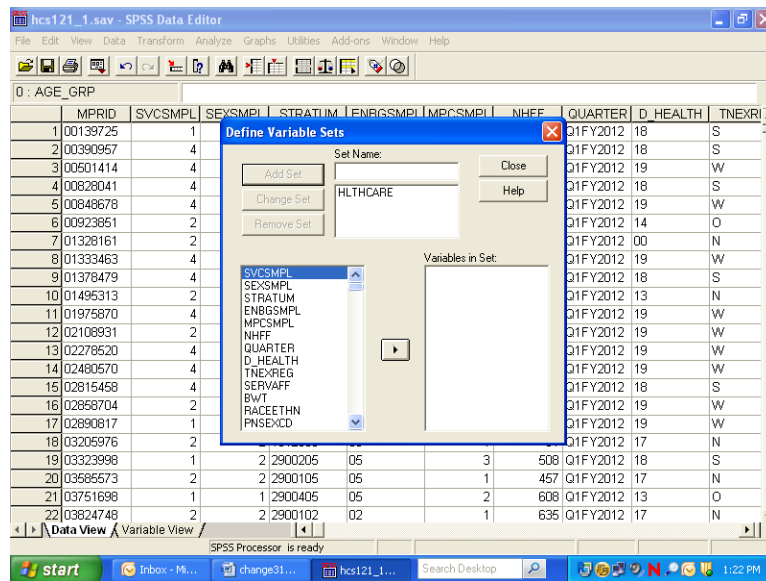 hcs121_1.sav - SPSS Data Editor
File Edit View Data Transform Analyze Graphs Utilities Add-ons Window Help
0 : AGE_GRP
MPRID SVCSMPL SEXSMPL STRATUM ENBGSMPL MPCSMPL NHFF QUARTER D_HEALTH TNEXR
1 00139725 1 Q1FY2012 18 S
2 00390957 4 Q1FY2012 18 S
3 00501414 4 Q1FY2012 19 W
4 00828041 4 Q1FY2012 18 S
5 00848678 4 Q1FY2012 19 W
6 00923851 2 Q1FY2012 14 O
7 01328161 2 Q1FY2012 00 N
8 01333463 4 Q1FY2012 19 W
9 01378479 4 Q1FY2012 18 S
10 01495313 2 Q1FY2012 13 N
11 01975870 4 Q1FY2012 19 W
12 02108931 2 Q1FY2012 19 W
13 02278520 4 Q1FY2012 19 W
14 02480570 4 Q1FY2012 19 W
15 02815458 4 Q1FY2012 18 S
16 02858704 2 Q1FY2012 19 W
17 02890817 1 Q1FY2012 19 W
18 03205976 2 Q1FY2012 17 N
19 03323998 1 2 2900205 05 3 508 Q1FY2012 18 S
20 03585573 2 2 2900105 05 1 457 Q1FY2012 17 N
21 03751698 1 1 2900405 05 2 608 Q1FY2012 13 O
22 03824748 2 2 2900102 02 1 635 Q1FY2012 17 N
Define Variable Sets
Set Name:
Add Set
Change Set
Remove Set
HLTHCARE
Close
Help
Variables in Set:
SVCSMPL
SEXSMPL
STRATUM
ENBGSMPL
MPCSMPL
NHFF
QUARTER
D_HEALTH
TNEXREG
SERVAFF
BWT
RACEETHN
PNSEXCD
Data View Variable View
SPSS Processor is ready
start Inbox - Mi... change31... hcs121_1... Search Desktop 1:22 PM